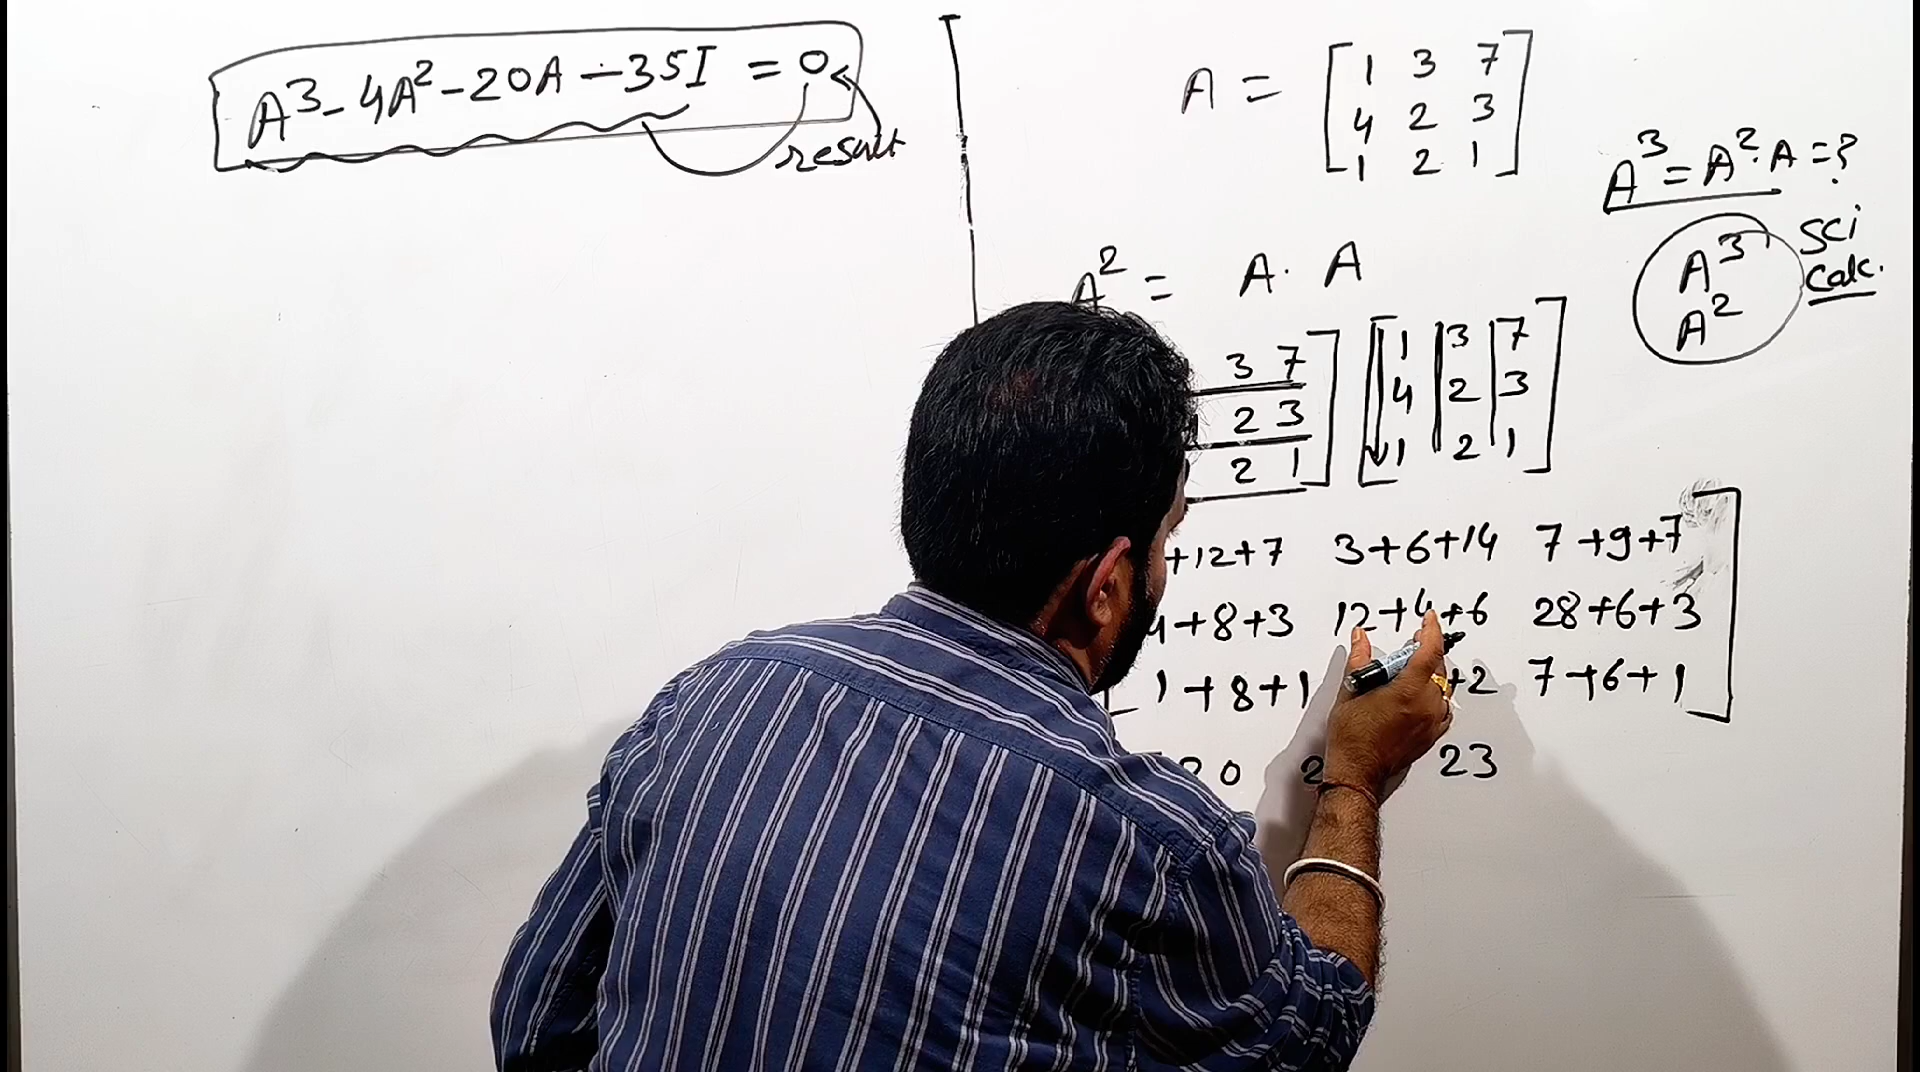 A³ - 4A² - 20A - 35I = 0
result
A = [1 3 7
4 2 3
1 2 1]
A³ = A². A = ?
A³
A²
sci
calc.
A² = A. A
3 7] [1 3 7
2 3 4 2 3
2 1] 1 2 1]
+12+7 3+6+14 7+9+7
4+8+3 12+4+6 28+6+3
1+8+1 +2 7+6+1
20 2 23